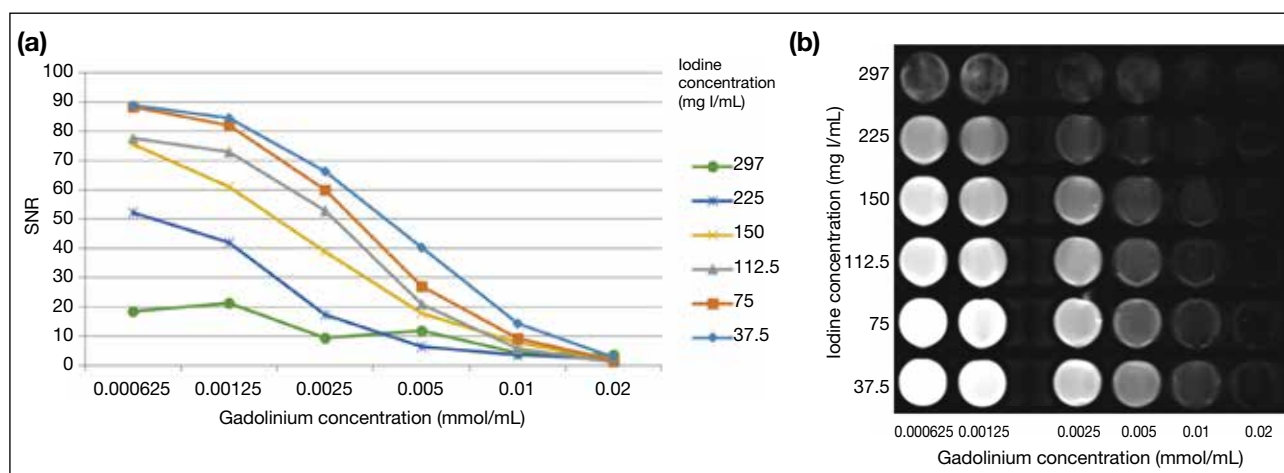 (a)
SNR
100
90
80
70
60
50
40
30
20
10
0
0.000625 0.00125 0.0025 0.005 0.01 0.02
Gadolinium concentration (mmol/mL)
Iodine
concentration
(mg I/mL)
297
225
150
112.5
75
37.5
(b)
Iodine concentration (mg I/mL)
297
225
150
112.5
75
37.5
0.000625 0.00125 0.0025 0.005 0.01 0.02
Gadolinium concentration (mmol/mL)